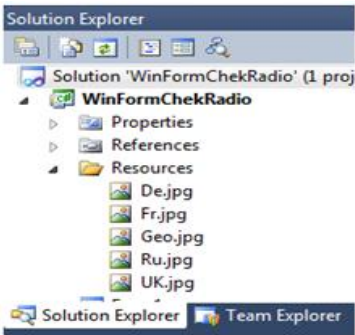 Solution Explorer
Solution 'WinFormChekRadio' (1 proj
WinFormChekRadio
Properties
References
Resources
De.jpg
Fr.jpg
Geo.jpg
Ru.jpg
UK.jpg
Solution Explorer Team Explorer